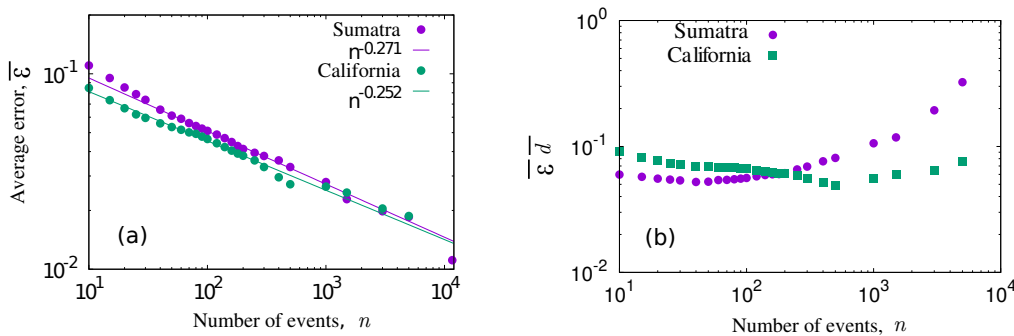 Sumatra
n^-0.271
California
n^-0.252
Average error, ε̅
10^-1
10^-2
(a)
10^1
10^2
10^3
10^4
Number of events, n
Sumatra
California
ε̅ d̅
10^0
10^-1
10^-2
(b)
10^1
10^2
10^3
10^4
Number of events, n